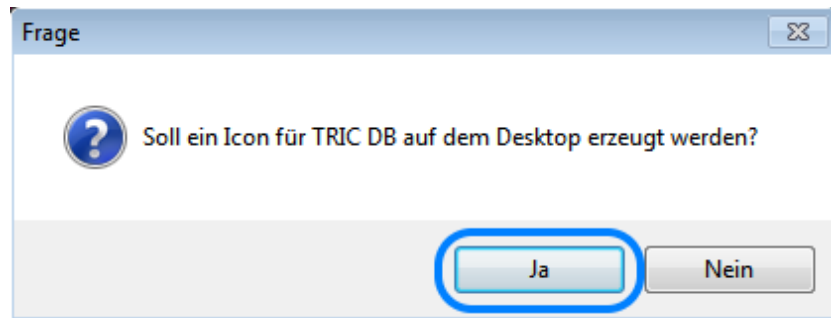 Frage
Soll ein Icon für TRIC DB auf dem Desktop erzeugt werden?
Ja
Nein